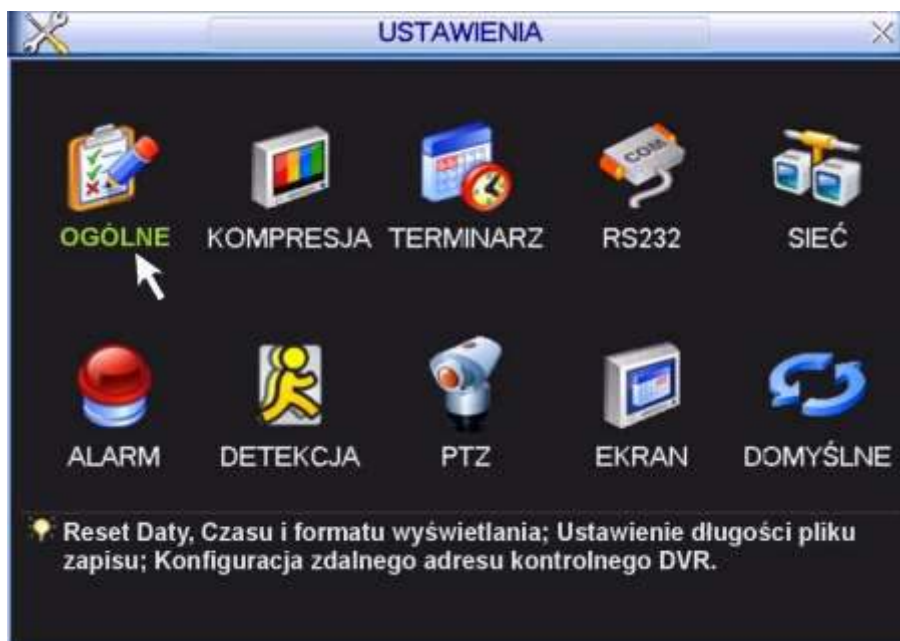 USTAWIENIA
COM
OGÓLNE KOMPRESJA TERMINARZ RS232 SIEĆ
ALARM DETEKCJA PTZ EKRAN DOMYŚLNE
Reset Daty, Czasu i formatu wyświetlania; Ustawienie długości pliku
zapisu; Konfiguracja zdalnego adresu kontrolnego DVR.